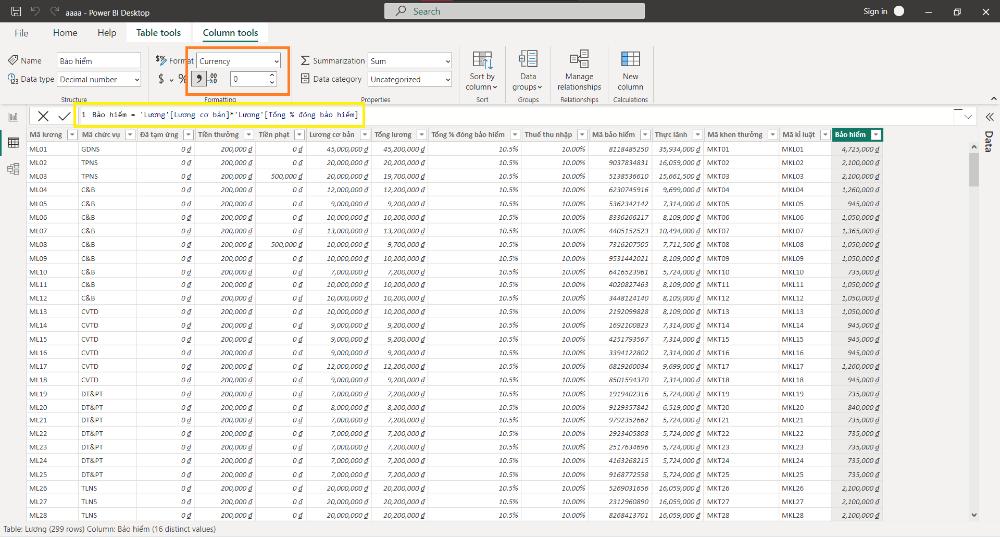 aaaa - Power BI Desktop
Search
Sign in
File Home Help Table tools Column tools
Name Bảo hiểm
Data type Decimal number
Structure
Format Currency
$ % , .00 0
Formatting
Summarization Sum
Data category Uncategorized
Properties
Sort by column
Sort
Data groups
Groups
Manage relationships
Relationships
New column
Calculations
1 Bảo hiểm = 'Lương'[Lương cơ bản]*'Lương'[Tổng % đóng bảo hiểm]
Data
Mã lương Mã chức vụ Đã tạm ứng Tiền thưởng Tiền phạt Lương cơ bản Tổng lương Tổng % đóng bảo hiểm Thuế thu nhập Mã bảo hiểm Thực lãnh Mã khen thưởng Mã kỉ luật Bảo hiểm
ML01 GDNS 0 ₫ 200,000 ₫ 0 ₫ 45,000,000 ₫ 45,200,000 ₫ 10.5% 10.00% 8118485250 35,934,000 ₫ MKT01 MKL01 4,725,000 ₫
ML02 TPNS 0 ₫ 200,000 ₫ 0 ₫ 20,000,000 ₫ 20,200,000 ₫ 10.5% 10.00% 9037834831 16,059,000 ₫ MKT02 MKL02 2,100,000 ₫
ML03 TPNS 0 ₫ 200,000 ₫ 500,000 ₫ 20,000,000 ₫ 19,700,000 ₫ 10.5% 10.00% 5138536610 15,661,500 ₫ MKT03 MKL03 2,100,000 ₫
ML04 C&B 0 ₫ 200,000 ₫ 0 ₫ 12,000,000 ₫ 12,200,000 ₫ 10.5% 10.00% 6230745916 9,699,000 ₫ MKT04 MKL04 1,260,000 ₫
ML05 C&B 0 ₫ 200,000 ₫ 0 ₫ 9,000,000 ₫ 9,200,000 ₫ 10.5% 10.00% 5362342142 7,314,000 ₫ MKT05 MKL05 945,000 ₫
ML06 C&B 0 ₫ 200,000 ₫ 0 ₫ 10,000,000 ₫ 10,200,000 ₫ 10.5% 10.00% 8336266217 8,109,000 ₫ MKT06 MKL06 1,050,000 ₫
ML07 C&B 0 ₫ 200,000 ₫ 0 ₫ 13,000,000 ₫ 13,200,000 ₫ 10.5% 10.00% 4405152523 10,494,000 ₫ MKT07 MKL07 1,365,000 ₫
ML08 C&B 0 ₫ 200,000 ₫ 500,000 ₫ 10,000,000 ₫ 9,700,000 ₫ 10.5% 10.00% 7316207505 7,711,500 ₫ MKT08 MKL08 1,050,000 ₫
ML09 C&B 0 ₫ 200,000 ₫ 0 ₫ 10,000,000 ₫ 10,200,000 ₫ 10.5% 10.00% 9531442021 8,109,000 ₫ MKT09 MKL09 1,050,000 ₫
ML10 C&B 0 ₫ 200,000 ₫ 0 ₫ 7,000,000 ₫ 7,200,000 ₫ 10.5% 10.00% 6416523961 5,724,000 ₫ MKT10 MKL10 735,000 ₫
ML11 C&B 0 ₫ 200,000 ₫ 0 ₫ 10,000,000 ₫ 10,200,000 ₫ 10.5% 10.00% 4020827463 8,109,000 ₫ MKT11 MKL11 1,050,000 ₫
ML12 C&B 0 ₫ 200,000 ₫ 0 ₫ 10,000,000 ₫ 10,200,000 ₫ 10.5% 10.00% 3448124140 8,109,000 ₫ MKT12 MKL12 1,050,000 ₫
ML13 CVTD 0 ₫ 200,000 ₫ 0 ₫ 10,000,000 ₫ 10,200,000 ₫ 10.5% 10.00% 2192099828 8,109,000 ₫ MKT13 MKL13 1,050,000 ₫
ML14 CVTD 0 ₫ 200,000 ₫ 0 ₫ 9,000,000 ₫ 9,200,000 ₫ 10.5% 10.00% 1692100823 7,314,000 ₫ MKT14 MKL14 945,000 ₫
ML15 CVTD 0 ₫ 200,000 ₫ 0 ₫ 9,000,000 ₫ 9,200,000 ₫ 10.5% 10.00% 4251793567 7,314,000 ₫ MKT15 MKL15 945,000 ₫
ML16 CVTD 0 ₫ 200,000 ₫ 0 ₫ 9,000,000 ₫ 9,200,000 ₫ 10.5% 10.00% 3394122802 7,314,000 ₫ MKT16 MKL16 945,000 ₫
ML17 CVTD 0 ₫ 200,000 ₫ 0 ₫ 12,000,000 ₫ 12,200,000 ₫ 10.5% 10.00% 6819260034 9,699,000 ₫ MKT17 MKL17 1,260,000 ₫
ML18 CVTD 0 ₫ 200,000 ₫ 0 ₫ 9,000,000 ₫ 9,200,000 ₫ 10.5% 10.00% 8501594370 7,314,000 ₫ MKT18 MKL18 945,000 ₫
ML19 DT&PT 0 ₫ 200,000 ₫ 0 ₫ 7,000,000 ₫ 7,200,000 ₫ 10.5% 10.00% 1919402316 5,724,000 ₫ MKT19 MKL19 735,000 ₫
ML20 DT&PT 0 ₫ 200,000 ₫ 0 ₫ 8,000,000 ₫ 8,200,000 ₫ 10.5% 10.00% 9129357842 6,519,000 ₫ MKT20 MKL20 840,000 ₫
ML21 DT&PT 0 ₫ 200,000 ₫ 0 ₫ 7,000,000 ₫ 7,200,000 ₫ 10.5% 10.00% 9792352662 5,724,000 ₫ MKT21 MKL21 735,000 ₫
ML22 DT&PT 0 ₫ 200,000 ₫ 0 ₫ 7,000,000 ₫ 7,200,000 ₫ 10.5% 10.00% 2923405808 5,724,000 ₫ MKT22 MKL22 735,000 ₫
ML23 DT&PT 0 ₫ 200,000 ₫ 0 ₫ 7,000,000 ₫ 7,200,000 ₫ 10.5% 10.00% 2517634696 5,724,000 ₫ MKT23 MKL23 735,000 ₫
ML24 DT&PT 0 ₫ 200,000 ₫ 0 ₫ 7,000,000 ₫ 7,200,000 ₫ 10.5% 10.00% 4163268215 5,724,000 ₫ MKT24 MKL24 735,000 ₫
ML25 DT&PT 0 ₫ 200,000 ₫ 0 ₫ 7,000,000 ₫ 7,200,000 ₫ 10.5% 10.00% 9168772558 5,724,000 ₫ MKT25 MKL25 735,000 ₫
ML26 TLNS 0 ₫ 200,000 ₫ 0 ₫ 20,000,000 ₫ 20,200,000 ₫ 10.5% 10.00% 5269031656 16,059,000 ₫ MKT26 MKL26 2,100,000 ₫
ML27 TLNS 0 ₫ 200,000 ₫ 0 ₫ 20,000,000 ₫ 20,200,000 ₫ 10.5% 10.00% 2312960890 16,059,000 ₫ MKT27 MKL27 2,100,000 ₫
ML28 TLNS 0 ₫ 200,000 ₫ 0 ₫ 20,000,000 ₫ 20,200,000 ₫ 10.5% 10.00% 8268413701 16,059,000 ₫ MKT28 MKL28 2,100,000 ₫
Table: Lương (299 rows) Column: Bảo hiểm (16 distinct values)